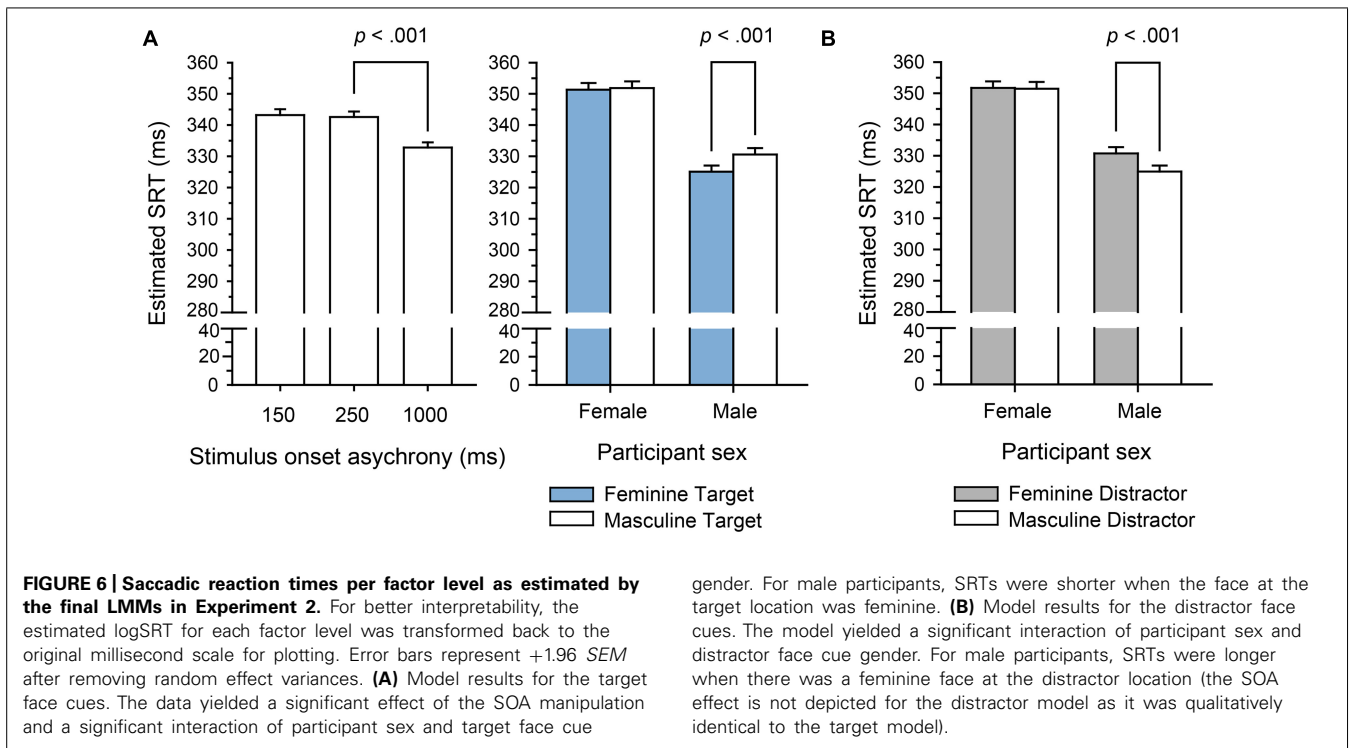 A
p < .001
p < .001
B
p < .001
Estimated SRT (ms)
360
350
340
330
320
310
300
290
280
40
20
0
150 250 1000
Stimulus onset asychrony (ms)
360
350
340
330
320
310
300
290
280
40
20
0
Female Male
Participant sex
Feminine Target
Masculine Target
Estimated SRT (ms)
360
350
340
330
320
310
300
290
280
40
20
0
Female Male
Participant sex
Feminine Distractor
Masculine Distractor
FIGURE 6 | Saccadic reaction times per factor level as estimated by
the final LMMs in Experiment 2. For better interpretability, the
estimated logSRT for each factor level was transformed back to the
original millisecond scale for plotting. Error bars represent +1.96 SEM
after removing random effect variances. (A) Model results for the target
face cues. The data yielded a significant effect of the SOA manipulation
and a significant interaction of participant sex and target face cue
gender. For male participants, SRTs were shorter when the face at the
target location was feminine. (B) Model results for the distractor face
cues. The model yielded a significant interaction of participant sex and
distractor face cue gender. For male participants, SRTs were longer
when there was a feminine face at the distractor location (the SOA
effect is not depicted for the distractor model as it was qualitatively
identical to the target model).